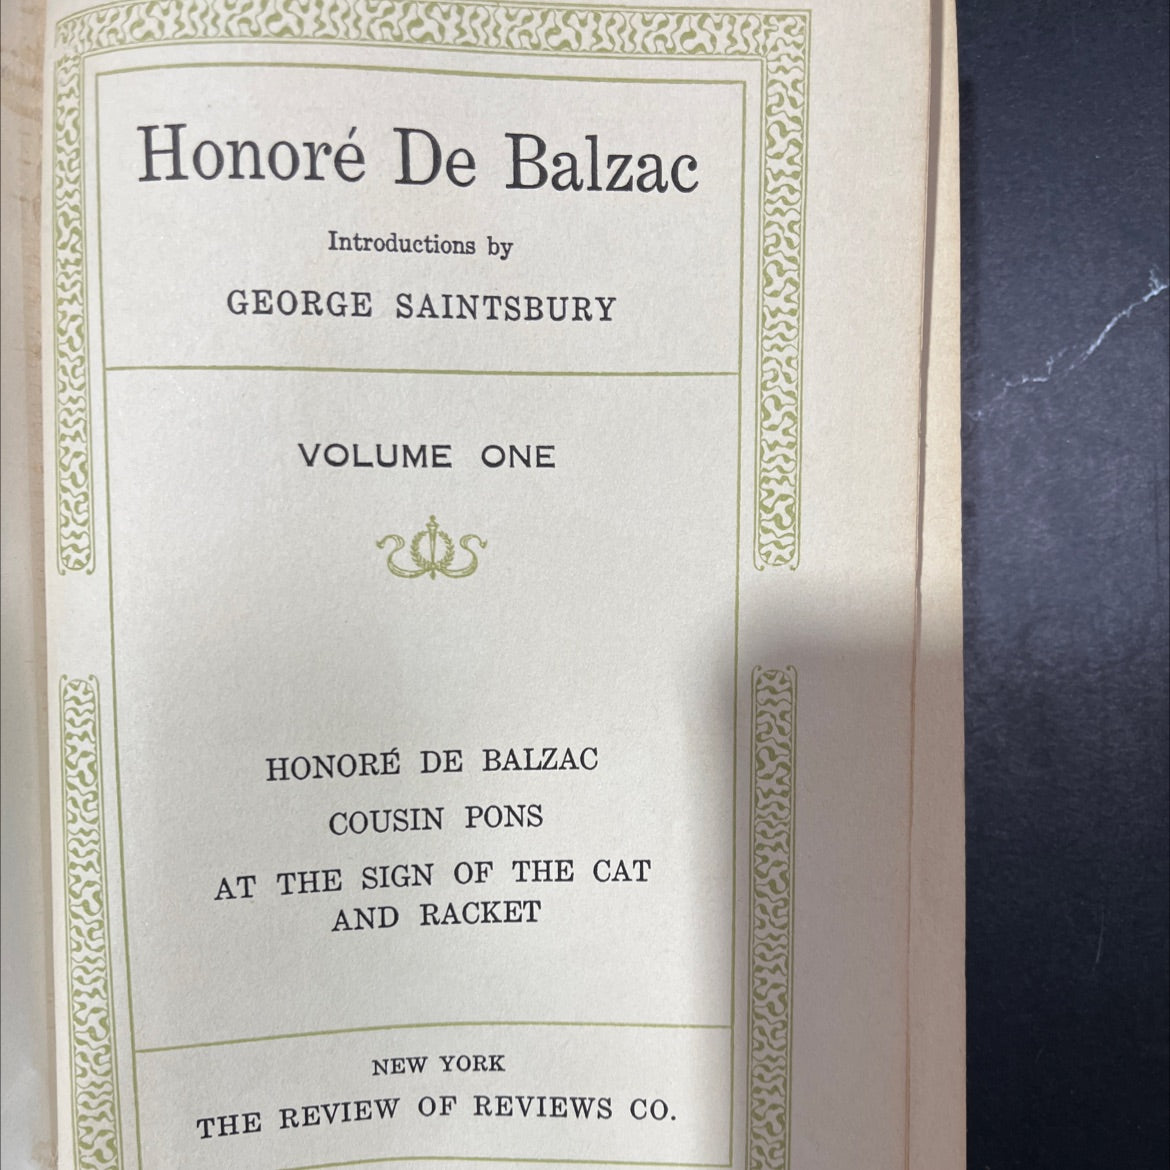 Honoré De Balzac
Introductions by
GEORGE SAINTSBURY
VOLUME ONE
HONORÉ DE BALZAC
COUSIN PONS
AT THE SIGN OF THE CAT
AND RACKET
NEW YORK
THE REVIEW OF REVIEWS CO.